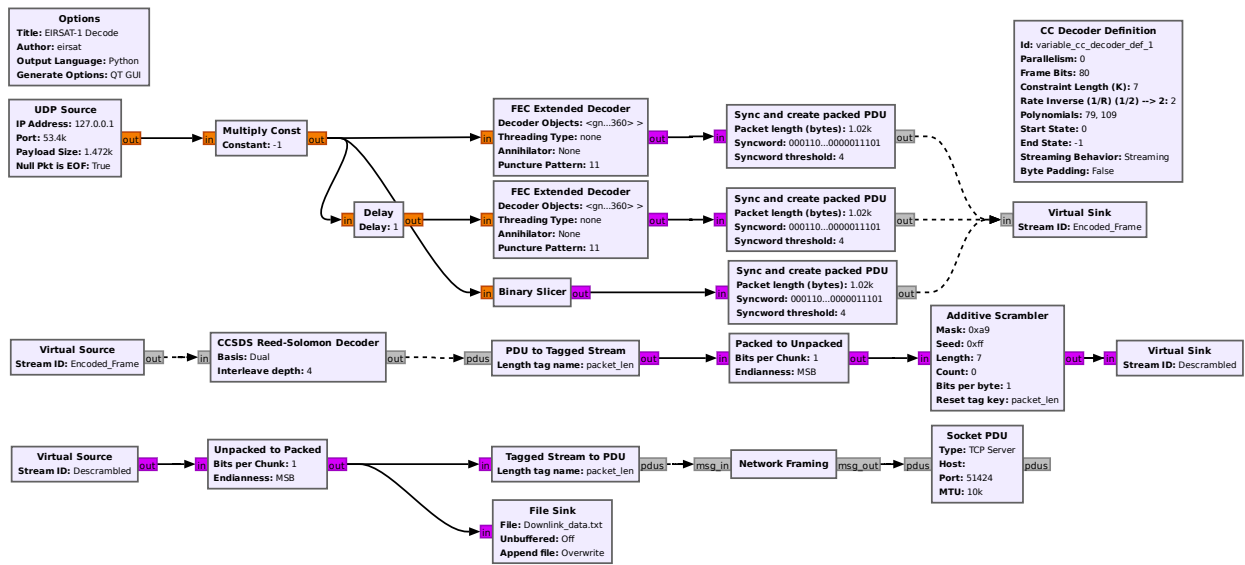 Options
Title: EIRSAT-1 Decode
Author: eirsat
Output Language: Python
Generate Options: QT GUI
CC Decoder Definition
Id: variable_cc_decoder_def_1
Parallelism: 0
Frame Bits: 80
Constraint Length (K): 7
Rate Inverse (1/R) (1/2) --> 2: 2
Polynomials: 79, 109
Start State: 0
End State: -1
Streaming Behavior: Streaming
Byte Padding: False
UDP Source
IP Address: 127.0.0.1
Port: 53.4k
Payload Size: 1.472k
Null Pkt is EOF: True
out
in
Multiply Const
Constant: -1
out
in
FEC Extended Decoder
Decoder Objects: <gn...360> >
Threading Type: none
Annihilator: None
Puncture Pattern: 11
out
in
Sync and create packed PDU
Packet length (bytes): 1.02k
Syncword: 000110...0000011101
Syncword threshold: 4
out
in
Delay
Delay: 1
out
in
FEC Extended Decoder
Decoder Objects: <gn...360> >
Threading Type: none
Annihilator: None
Puncture Pattern: 11
out
in
Sync and create packed PDU
Packet length (bytes): 1.02k
Syncword: 000110...0000011101
Syncword threshold: 4
out
in
Virtual Sink
Stream ID: Encoded_Frame
in
Binary Slicer
out
in
Sync and create packed PDU
Packet length (bytes): 1.02k
Syncword: 000110...0000011101
Syncword threshold: 4
out
Virtual Source
Stream ID: Encoded_Frame
out
in
CCSDS Reed-Solomon Decoder
Basis: Dual
Interleave depth: 4
out
pdus
PDU to Tagged Stream
Length tag name: packet_len
out
in
Packed to Unpacked
Bits per Chunk: 1
Endianness: MSB
out
in
Additive Scrambler
Mask: 0xa9
Seed: 0xff
Length: 7
Count: 0
Bits per byte: 1
Reset tag key: packet_len
out
in
Virtual Sink
Stream ID: Descrambled
Virtual Source
Stream ID: Descrambled
out
in
Unpacked to Packed
Bits per Chunk: 1
Endianness: MSB
out
in
Tagged Stream to PDU
Length tag name: packet_len
pdus
msg_in
Network Framing
msg_out
pdus
Socket PDU
Type: TCP Server
Host:
Port: 51424
MTU: 10k
pdus
in
File Sink
File: Downlink_data.txt
Unbuffered: Off
Append file: Overwrite